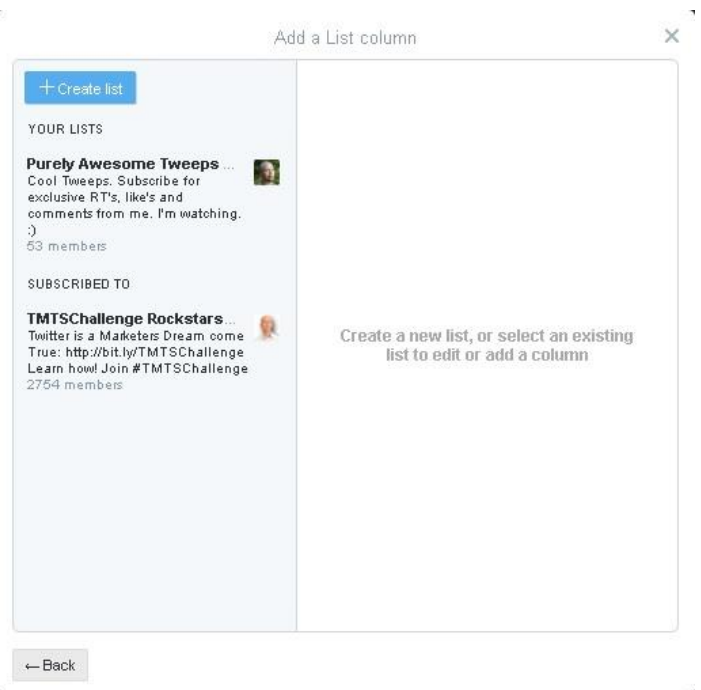 Add a List column
×
+ Create list
YOUR LISTS
Purely Awesome Tweeps ...
Cool Tweeps. Subscribe for
exclusive RT's, like's and
comments from me. I'm watching.
:)
53 members
SUBSCRIBED TO
TMTSChallenge Rockstars...
Twitter is a Marketers Dream come
True: http://bit.ly/TMTSChallenge
Learn how! Join #TMTSChallenge
2754 members
Create a new list, or select an existing
list to edit or add a column
← Back